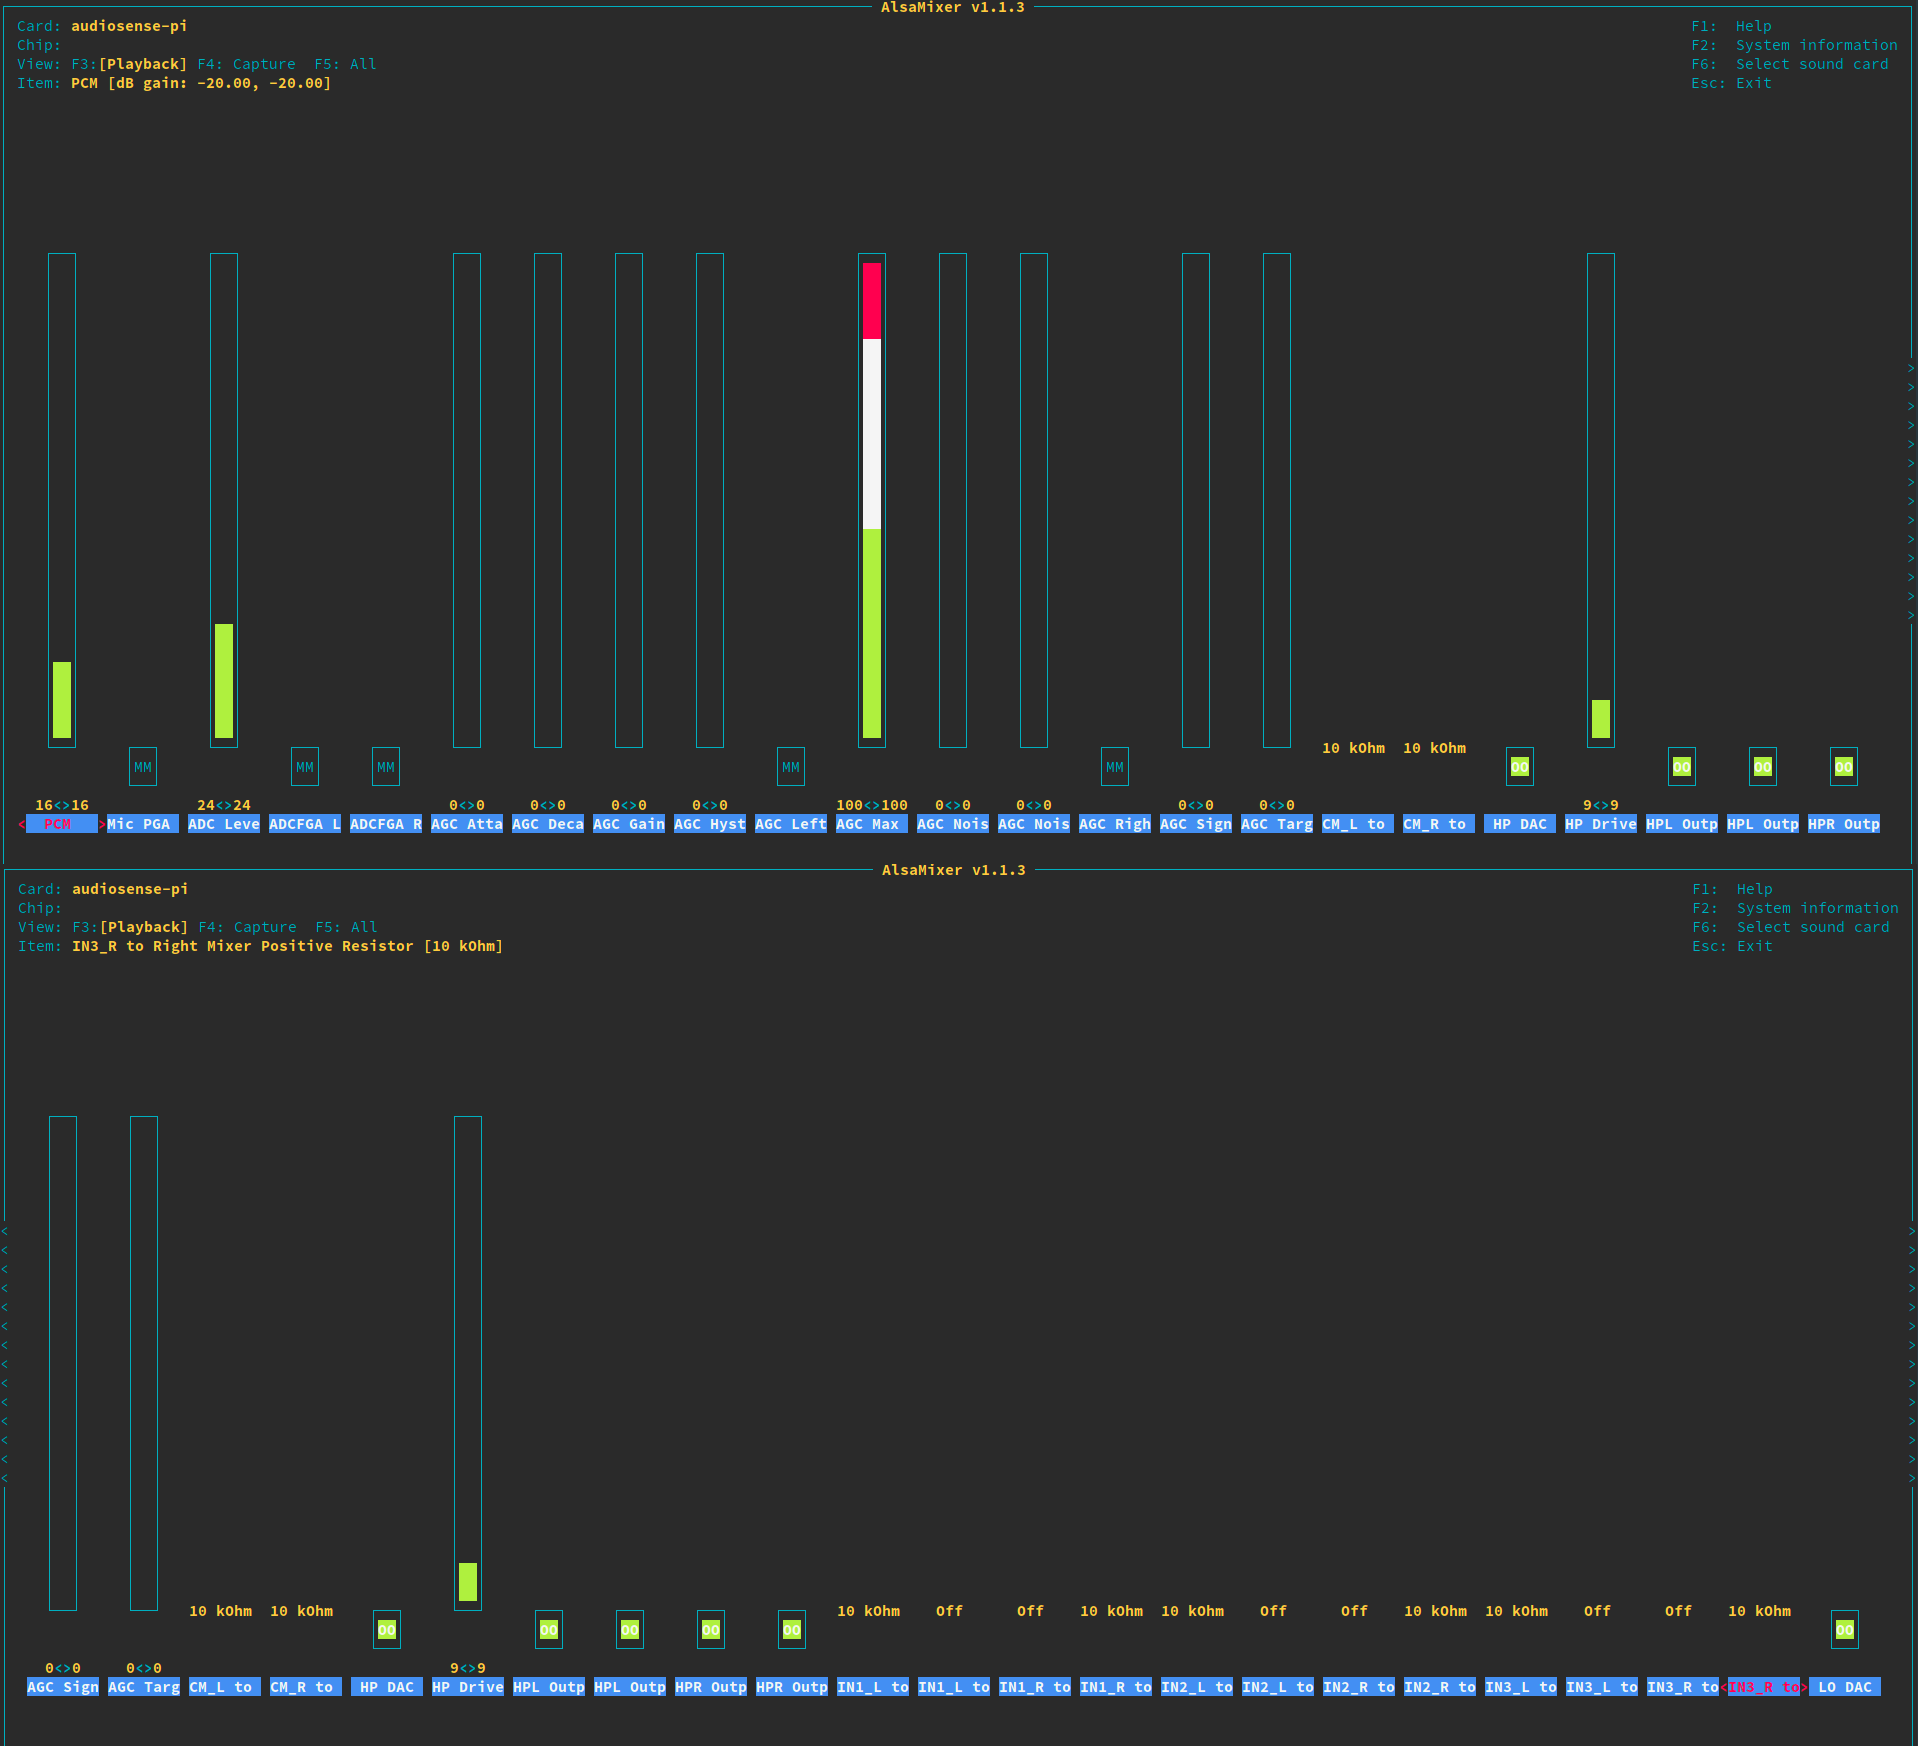 AlsaMixer v1.1.3
Card: audiosense-pi F1: Help
Chip: F2: System information
View: F3:[Playback] F4: Capture F5: All F6: Select sound card
Item: PCM [dB gain: -20.00, -20.00] Esc: Exit
>
>
>
>
>
>
>
>
>
>
>
>
>
>
10 kOhm 10 kOhm
MM MM MM MM MM OO OO OO OO
16<>16 24<>24 0<>0 0<>0 0<>0 0<>0 100<>100 0<>0 0<>0 0<>0 0<>0 9<>9
< PCM >Mic PGA ADC Leve ADCFGA L ADCFGA R AGC Atta AGC Deca AGC Gain AGC Hyst AGC Left AGC Max AGC Nois AGC Nois AGC Righ AGC Sign AGC Targ CM_L to CM_R to HP DAC HP Drive HPL Outp HPL Outp HPR Outp
AlsaMixer v1.1.3
Card: audiosense-pi F1: Help
Chip: F2: System information
View: F3:[Playback] F4: Capture F5: All F6: Select sound card
Item: IN3_R to Right Mixer Positive Resistor [10 kOhm] Esc: Exit
< >
< >
< >
< >
< >
< >
< >
< >
< >
< >
< >
< >
< >
< >
10 kOhm 10 kOhm 10 kOhm Off Off 10 kOhm 10 kOhm Off Off 10 kOhm 10 kOhm Off Off 10 kOhm
OO OO OO OO OO OO
0<>0 0<>0 9<>9
AGC Sign AGC Targ CM_L to CM_R to HP DAC HP Drive HPL Outp HPL Outp HPR Outp HPR Outp IN1_L to IN1_L to IN1_R to IN1_R to IN2_L to IN2_L to IN2_R to IN2_R to IN3_L to IN3_L to IN3_R to<IN3_R to> LO DAC